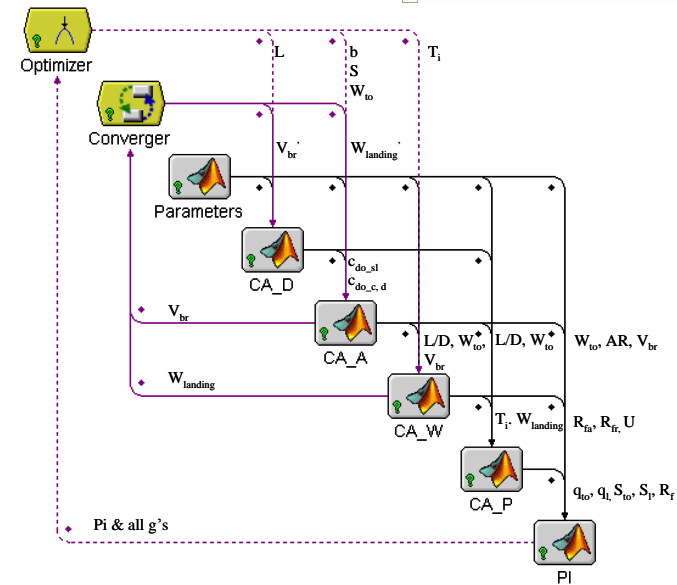 Optimizer
L
b
T_i
S
W_to
Converger
V_br'
W_landing'
Parameters
CA_D
c_do_sl
c_do_c, d
V_br
CA_A
L/D, W_to,
L/D, W_to
W_to, AR, V_br
V_br
W_landing
CA_W
T_i. W_landing
R_fa, R_fr, U
CA_P
q_to, q_l, S_to, S_l, R_f
Pi & all g's
PI